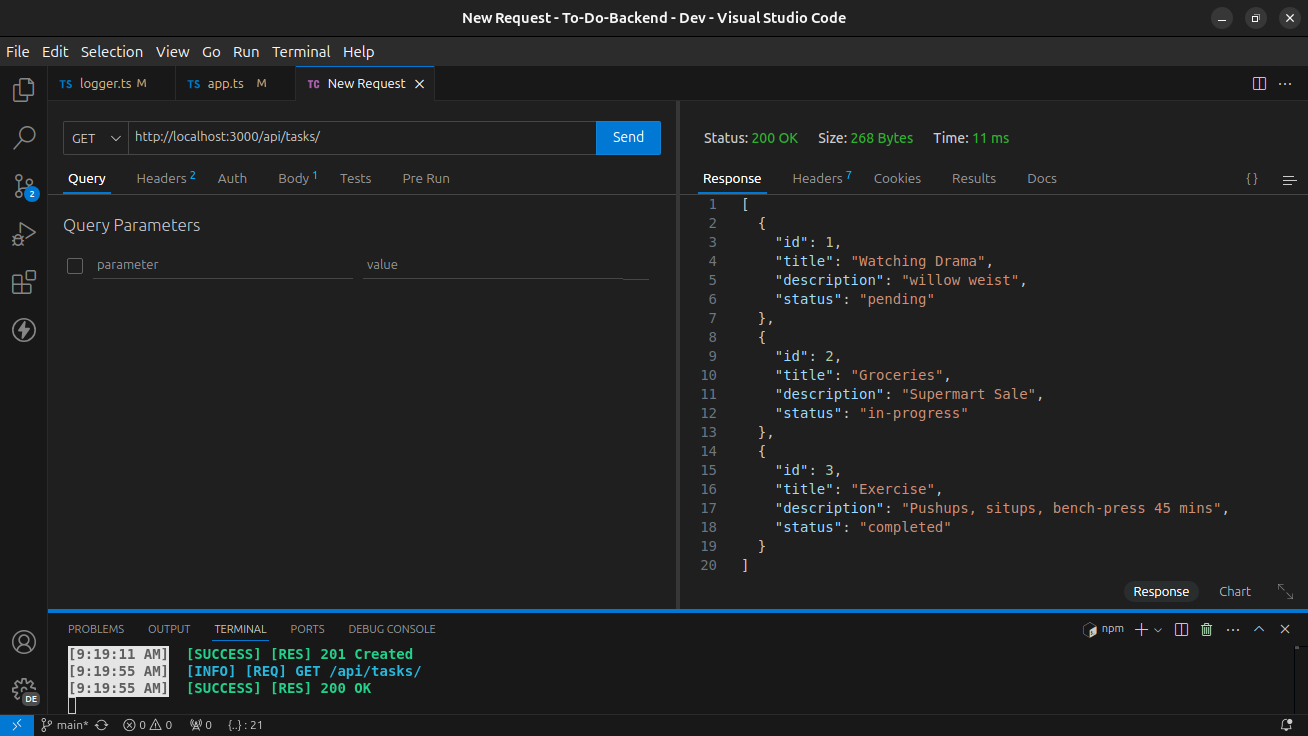 New Request - To-Do-Backend - Dev - Visual Studio Code
File Edit Selection View Go Run Terminal Help
TS logger.ts M TS app.ts M TC New Request
GET http://localhost:3000/api/tasks/ Send
Status: 200 OK Size: 268 Bytes Time: 11 ms
Query Headers 2 Auth Body 1 Tests Pre Run
Response Headers 7 Cookies Results Docs {}
2
Query Parameters
parameter value
1 [
2 {
3 "id": 1,
4 "title": "Watching Drama",
5 "description": "willow weist",
6 "status": "pending"
7 },
8 {
9 "id": 2,
10 "title": "Groceries",
11 "description": "Supermart Sale",
12 "status": "in-progress"
13 },
14 {
15 "id": 3,
16 "title": "Exercise",
17 "description": "Pushups, situps, bench-press 45 mins",
18 "status": "completed"
19 }
20 ]
Response Chart
PROBLEMS OUTPUT TERMINAL PORTS DEBUG CONSOLE npm
[9:19:11 AM] [SUCCESS] [RES] 201 Created
[9:19:55 AM] [INFO] [REQ] GET /api/tasks/
[9:19:55 AM] [SUCCESS] [RES] 200 OK
DE
main* 0 0 0 {..} : 21